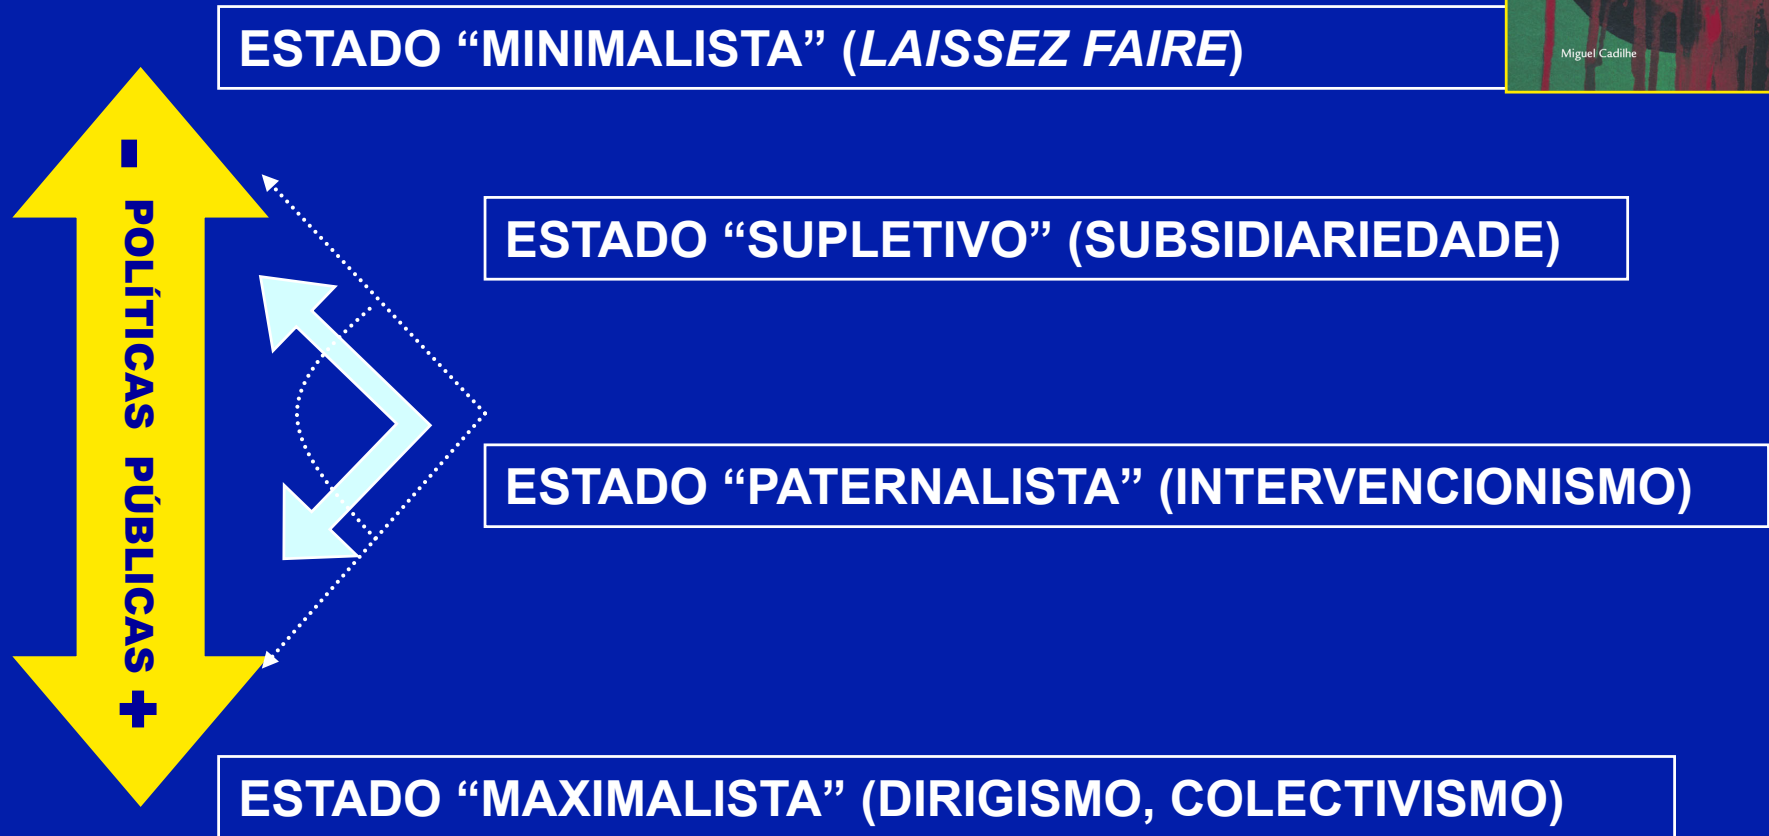 ESTADO “MINIMALISTA” (LAISSEZ FAIRE)
Miguel Cadilhe
- POLÍTICAS PÚBLICAS +
ESTADO “SUPLETIVO” (SUBSIDIARIEDADE)
ESTADO “PATERNALISTA” (INTERVENCIONISMO)
ESTADO “MAXIMALISTA” (DIRIGISMO, COLECTIVISMO)